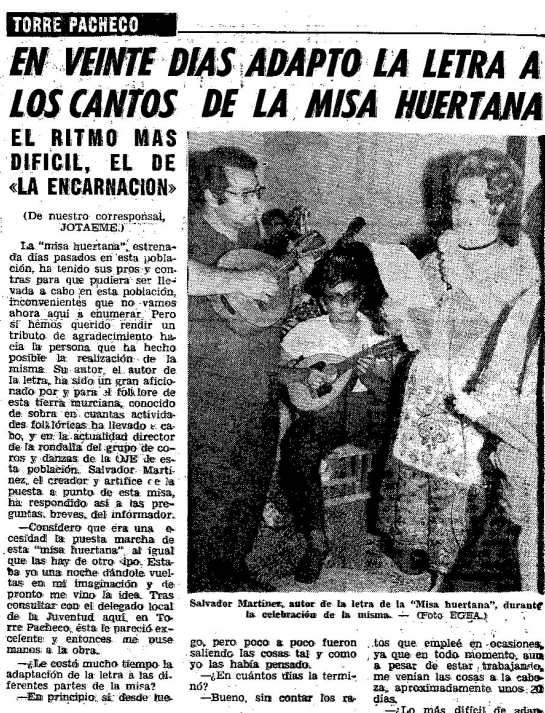 TORRE PACHECO
EN VEINTE DIAS ADAPTO LA LETRA A
LOS CANTOS DE LA MISA HUERTANA
EL RITMO MAS
DIFICIL, EL DE
«LA ENCARNACION»
(De nuestro corresponsal,
JOTAEME.)
La "misa huertana", estrena-
da días pasados en esta pobla-
ción, ha tenido sus pros y con-
tras para que pudiera ser lle-
vada a cabo en esta población,
inconvenientes que no vamos
ahora aquí a enumerar. Pero
sí hemos querido rendir un
tributo de agradecimiento ha-
cia la persona que ha hecho
posible la realización de la
misma. Su autor, el autor de
la letra, ha sido un gran aficio-
nado por y para el folklore de
esta tierra murciana, conocido
de sobra en cuantas activida-
des folklóricas ha llevado a ca-
bo, y en la actualidad director
de la rondalla del grupo de co-
ros y danzas de la OJE de es-
ta población. Salvador Martí-
nez, el creador y artífice de la
puesta a punto de esta misa,
ha respondido así a las pre-
guntas, breves, del informador.
—Considero que era una
cesidad la puesta marcha de
esta "misa huertana", al igual
que las hay de otro tipo. Esta-
ba yo una noche dándole vuel-
tas en mi imaginación y de
pronto me vino la idea. Tras
consultar con el delegado local
de la Juventud aquí, en To-
rre Pacheco, ésta le pareció ex-
celente y entonces me puse
manos a la obra.
—¿Le costó mucho tiempo la
adaptación de la letra a las di-
ferentes partes de la misa?
—En principio, sí, desde lue-
Salvador Martínez, autor de la letra de la "Misa huertana", durante
la celebración de la misma. — (Foto EGEA.)
go, pero poco a poco fueron
saliendo las cosas tal y como
yo las había pensado.
—¿En cuántos días la termi-
nó?
—Bueno, sin contar los ra-
tos que empleé en ocasiones,
ya que en todo momento, aun
a pesar de estar trabajando,
me venían las cosas a la cabe-
za, aproximadamente unos 20
días.
—¿Lo más difícil de adap-